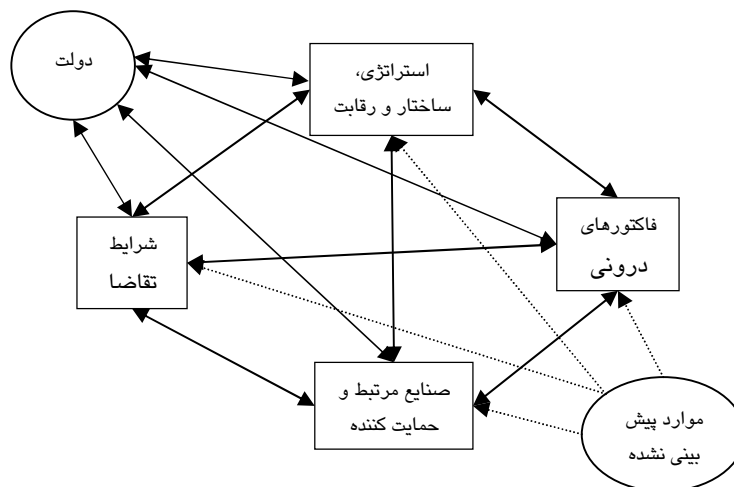 دولت
استراتژی،
ساختار و رقابت
فاکتورهای
درونی
شرایط
تقاضا
صنایع مرتبط و
حمایت کننده
موارد پیش
بینی نشده